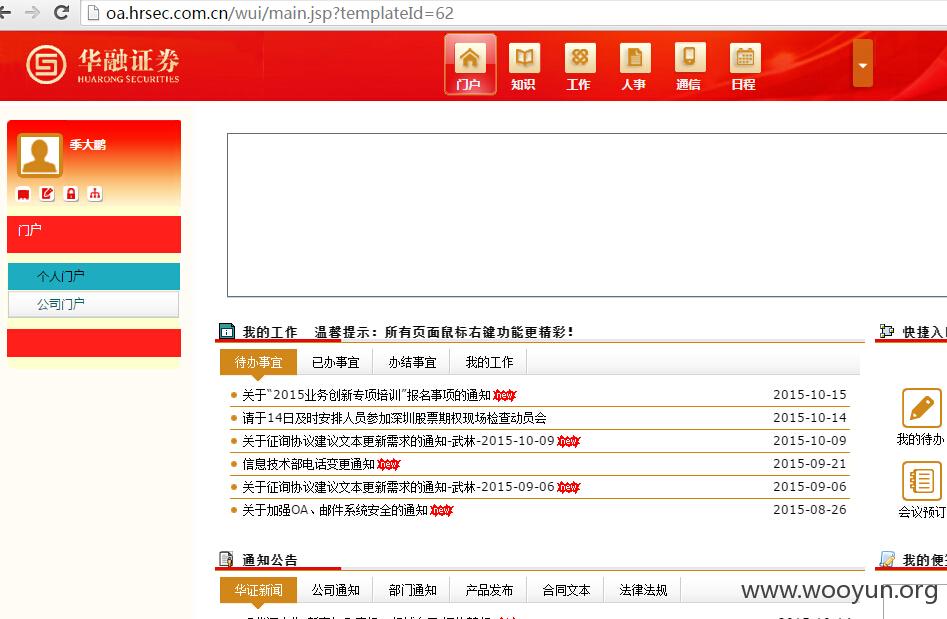 oa.hrsec.com.cn/wui/main.jsp?templateId=62
华融证券
HUARONG SECURITIES
门户 知识 工作 人事 通信 日程
季大鹏
门户
个人门户
公司门户
我的工作 温馨提示：所有页面鼠标右键功能更精彩！
快捷入
待办事宜 已办事宜 办结事宜 我的工作
关于“2015业务创新专项培训”报名事项的通知 new 2015-10-15
请于14日及时安排人员参加深圳股票期权现场检查动员会 2015-10-14
关于征询协议建议文本更新需求的通知-武林-2015-10-09 new 2015-10-09
信息技术部电话变更通知 new 2015-09-21
关于征询协议建议文本更新需求的通知-武林-2015-09-06 new 2015-09-06
关于加强OA、邮件系统安全的通知 new 2015-08-26
我的待办
会议预订
通知公告
我的便
华证新闻 公司通知 部门通知 产品发布 合同文本 法律法规
www.wooyun.org